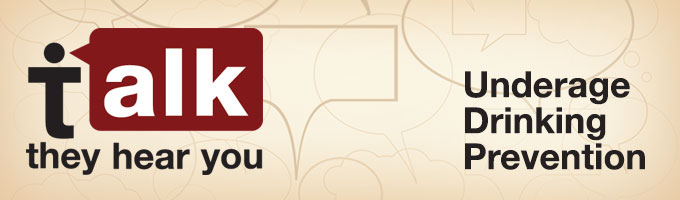 talk
they hear you
Underage
Drinking
Prevention